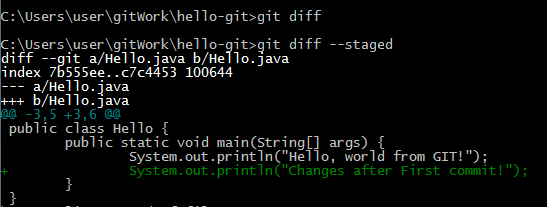 C:\Users\user\gitWork\hello-git>git diff
C:\Users\user\gitWork\hello-git>git diff --staged
diff --git a/Hello.java b/Hello.java
index 7b555ee..c7c4453 100644
--- a/Hello.java
+++ b/Hello.java
@@ -3,5 +3,6 @@
 public class Hello {
        public static void main(String[] args) {
                System.out.println("Hello, world from GIT!");
+               System.out.println("Changes after First commit!");
        }
 }